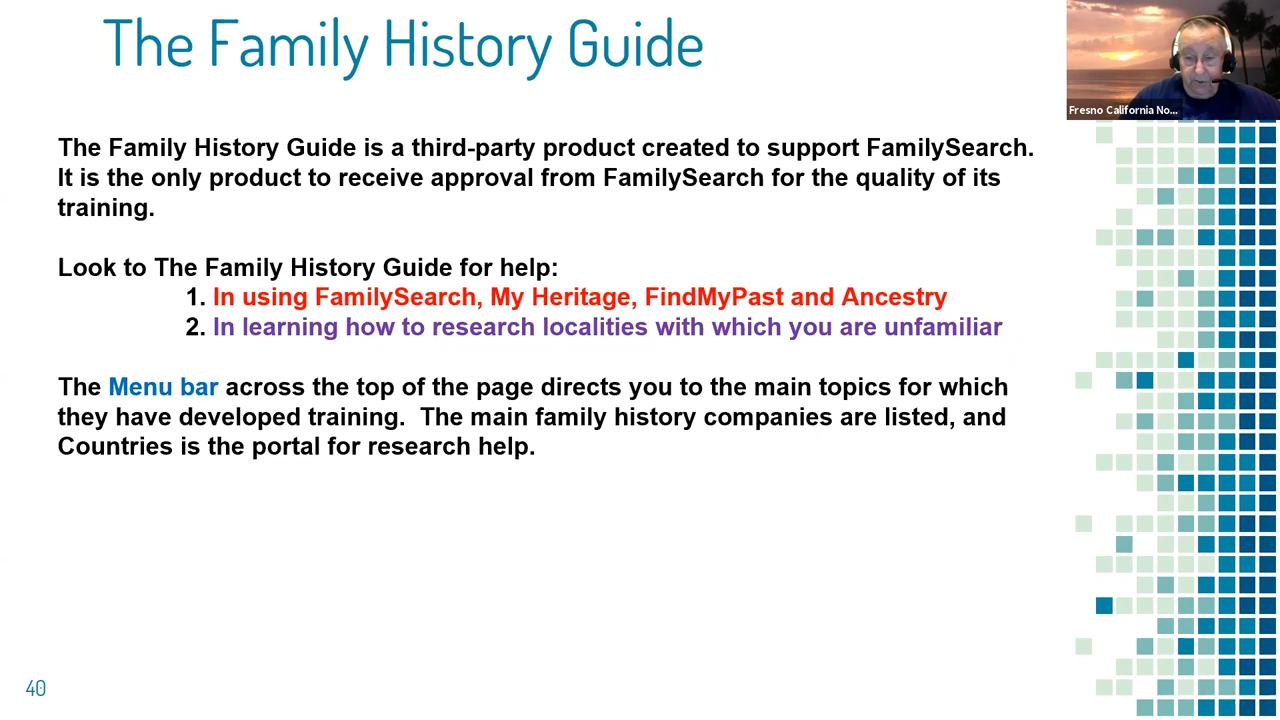 The Family History Guide
Fresno California No...
The Family History Guide is a third-party product created to support FamilySearch.
It is the only product to receive approval from FamilySearch for the quality of its
training.
Look to The Family History Guide for help:
1. In using FamilySearch, My Heritage, FindMyPast and Ancestry
2. In learning how to research localities with which you are unfamiliar
The Menu bar across the top of the page directs you to the main topics for which
they have developed training.  The main family history companies are listed, and
Countries is the portal for research help.
40